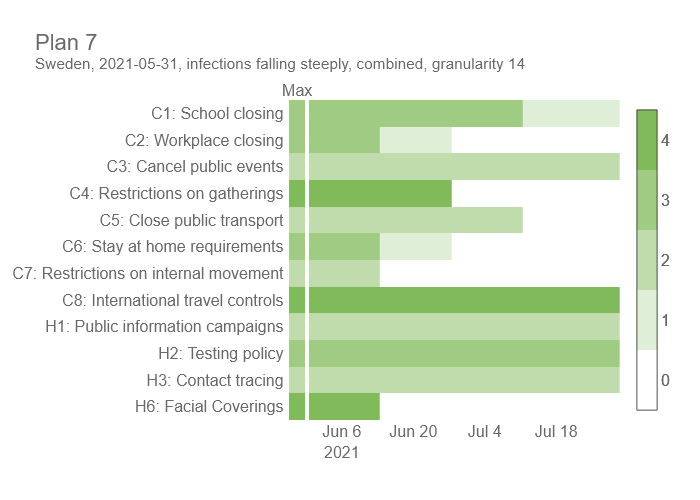 Plan 7
Sweden, 2021-05-31, infections falling steeply, combined, granularity 14
Max
C1: School closing
C2: Workplace closing
C3: Cancel public events
C4: Restrictions on gatherings
C5: Close public transport
C6: Stay at home requirements
C7: Restrictions on internal movement
C8: International travel controls
H1: Public information campaigns
H2: Testing policy
H3: Contact tracing
H6: Facial Coverings
Jun 6 Jun 20 Jul 4 Jul 18
2021
4
3
2
1
0